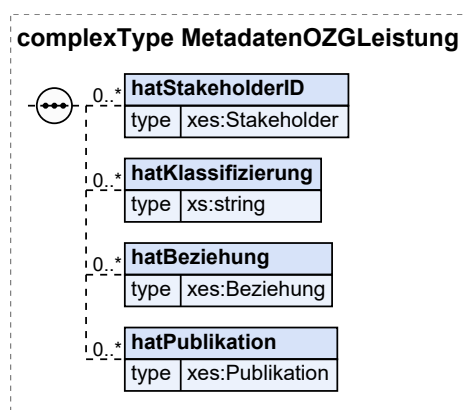 complexType MetadatenOZGLeistung
0..* hatStakeholderID
type xes:Stakeholder
0..* hatKlassifizierung
type xs:string
0..* hatBeziehung
type xes:Beziehung
0..* hatPublikation
type xes:Publikation